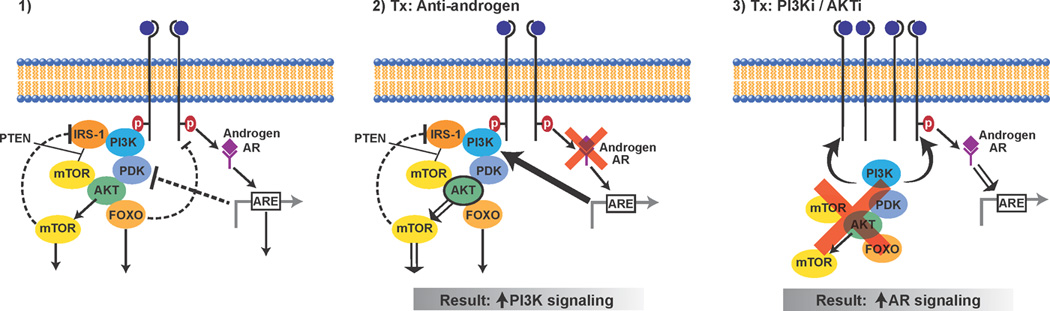 1)
p
p
PTEN
IRS-1
PI3K
mTOR
PDK
AKT
FOXO
mTOR
Androgen
AR
ARE
2) Tx: Anti-androgen
p
p
PTEN
IRS-1
PI3K
mTOR
PDK
AKT
FOXO
mTOR
Androgen
AR
ARE
Result: PI3K signaling
3) Tx: PI3Ki / AKTi
p
Androgen
AR
PI3K
mTOR
PDK
AKT
FOXO
mTOR
ARE
Result: AR signaling